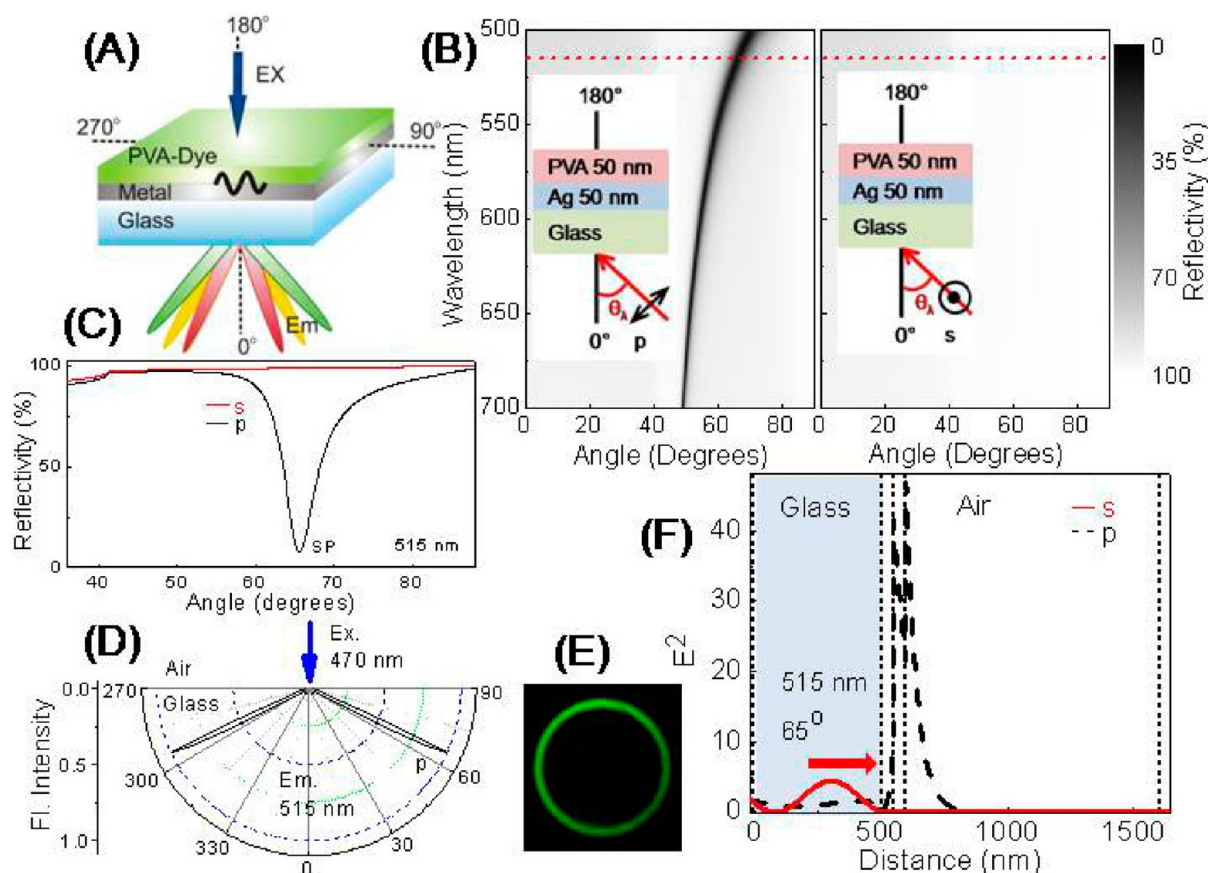 (A)
180°
EX
270°
90°
PVA-Dye
Metal
Glass
Em
0°
(B)
Wavelength (nm)
500
550
600
650
700
180°
PVA 50 nm
Ag 50 nm
Glass
θλ
0° p
0 20 40 60 80
Angle (Degrees)
180°
PVA 50 nm
Ag 50 nm
Glass
θλ
0° s
0 20 40 60 80
Angle (Degrees)
0
35
70
100
Reflectivity (%)
(C)
Reflectivity (%)
100
50
0
s
p
SP
515 nm
40 50 60 70 80
Angle (degrees)
(D)
Ex.
470 nm
Air
Glass
Fl. Intensity
0.0
0.5
1.0
270
90
300
60
330
30
0
p
Em.
515 nm
(E)
(F)
E2
40
30
20
10
0
Glass
Air
s
p
515 nm
65⁰
0 500 1000 1500
Distance (nm)